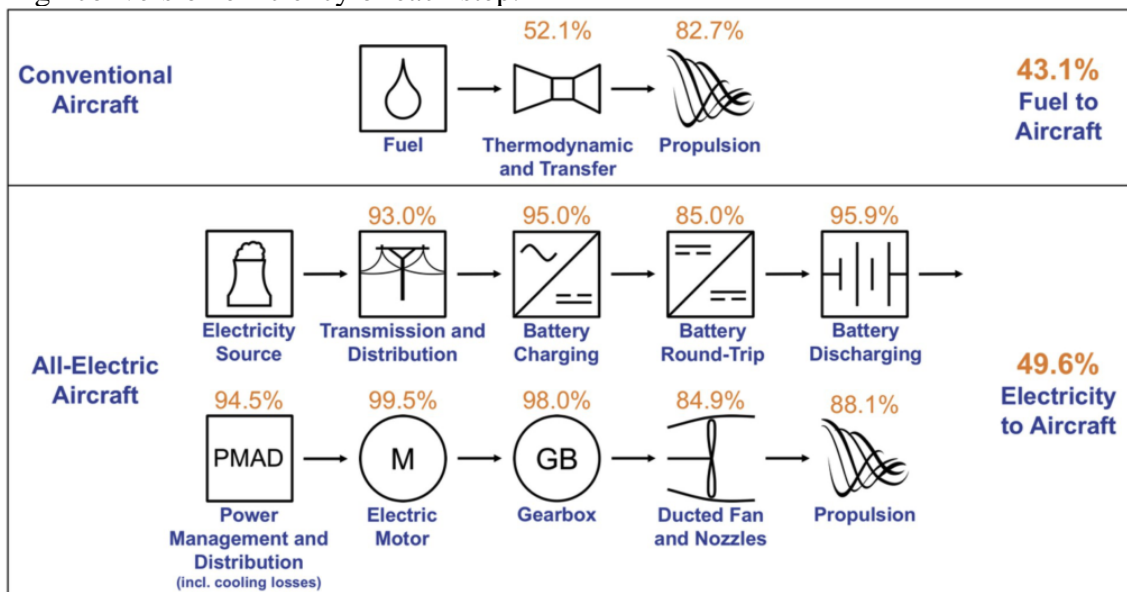 52.1% 82.7%
Conventional
Aircraft
Fuel
Thermodynamic
and Transfer
Propulsion
43.1%
Fuel to
Aircraft
93.0% 95.0% 85.0% 95.9%
Electricity
Source
Transmission and
Distribution
Battery
Charging
Battery
Round-Trip
Battery
Discharging
All-Electric
Aircraft
94.5% 99.5% 98.0% 84.9% 88.1%
PMAD
M
GB
Power
Management and
Distribution
(incl. cooling losses)
Electric
Motor
Gearbox
Ducted Fan
and Nozzles
Propulsion
49.6%
Electricity
to Aircraft